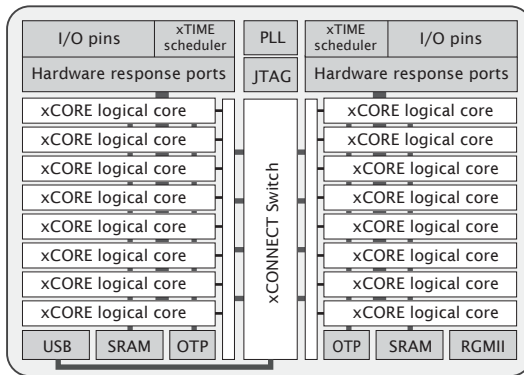 I/O pins
xTIME
scheduler
PLL
xTIME
scheduler
I/O pins
Hardware response ports
JTAG
Hardware response ports
xCORE logical core
xCORE logical core
xCORE logical core
xCORE logical core
xCORE logical core
xCORE logical core
xCORE logical core
xCORE logical core
xCONNECT Switch
xCORE logical core
xCORE logical core
xCORE logical core
xCORE logical core
xCORE logical core
xCORE logical core
xCORE logical core
xCORE logical core
USB
SRAM
OTP
OTP
SRAM
RGMII